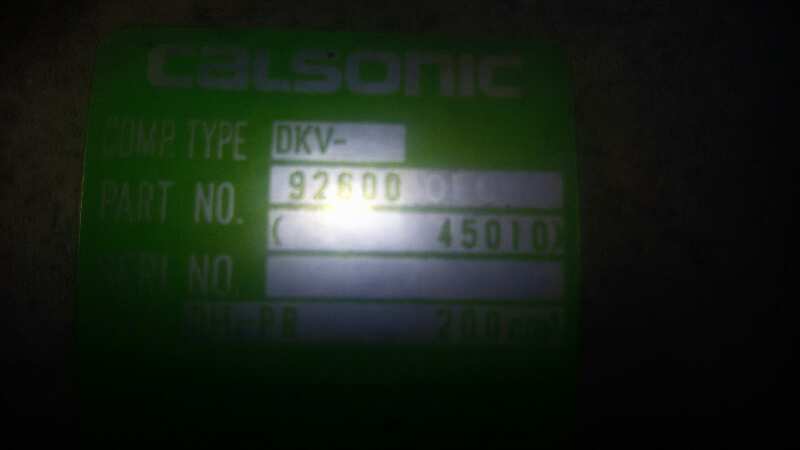 CALSONIC
COMP. TYPE DKV-
PART NO. 92600
( 45010)
NO.
200